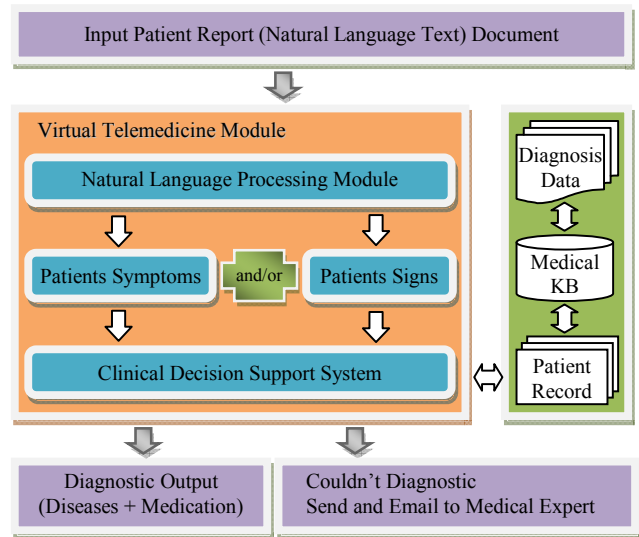 Input Patient Report (Natural Language Text) Document
Virtual Telemedicine Module
Natural Language Processing Module
Patients Symptoms
and/or
Patients Signs
Clinical Decision Support System
Diagnosis
Data
Medical
KB
Patient
Record
Diagnostic Output
(Diseases + Medication)
Couldn't Diagnostic
Send and Email to Medical Expert